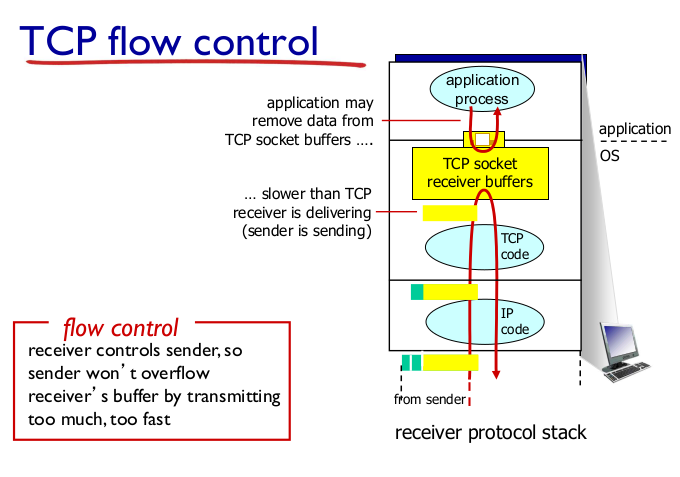 TCP flow control
application
process
application may
remove data from
TCP socket buffers ….
application
OS
TCP socket
receiver buffers
… slower than TCP
receiver is delivering
(sender is sending)
TCP
code
IP
code
flow control
receiver controls sender, so
sender won’t overflow
receiver’s buffer by transmitting
too much, too fast
from sender
receiver protocol stack